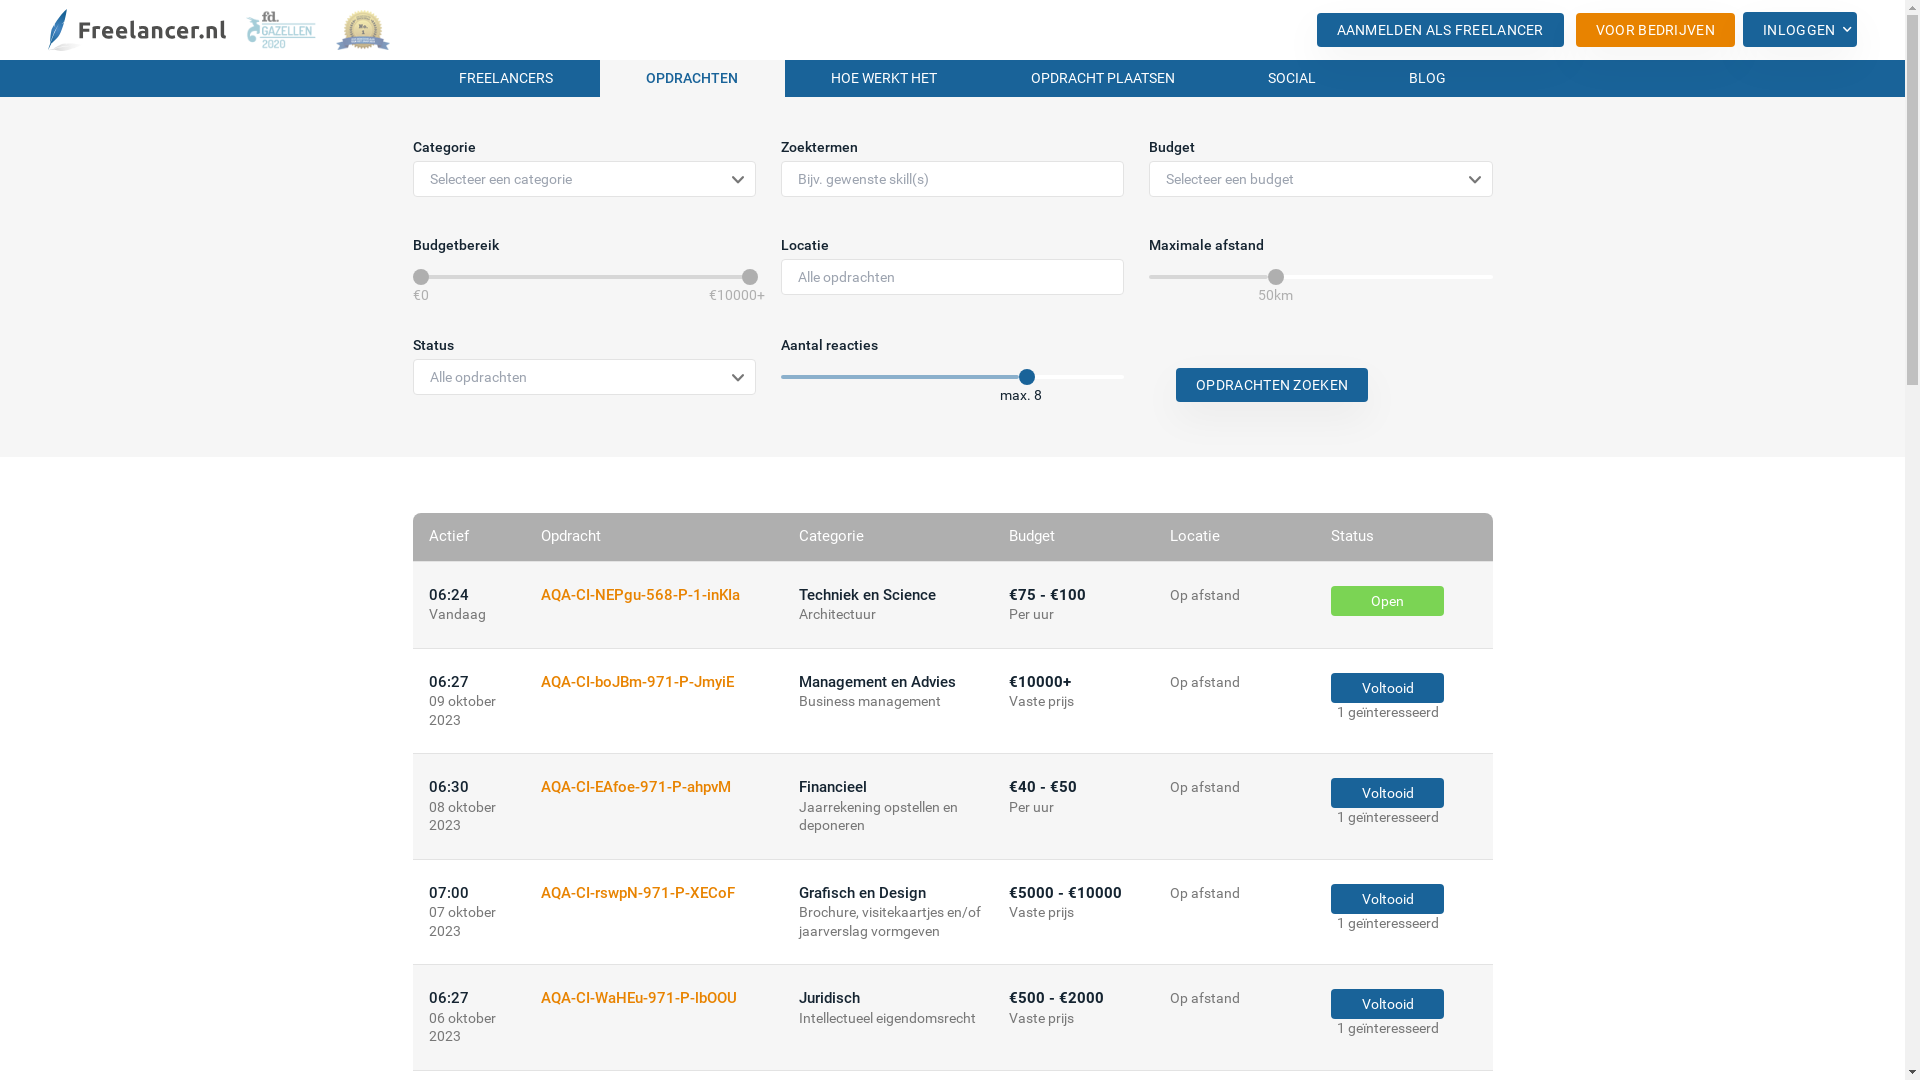 Freelancer.nl
fd.
GAZELLEN
2020
AANMELDEN ALS FREELANCER
VOOR BEDRIJVEN
INLOGGEN
FREELANCERS
OPDRACHTEN
HOE WERKT HET
OPDRACHT PLAATSEN
SOCIAL
BLOG
Categorie
Zoektermen
Budget
Selecteer een categorie
Bijv. gewenste skill(s)
Selecteer een budget
Budgetbereik
Locatie
Maximale afstand
Alle opdrachten
€0
€10000+
50km
Status
Aantal reacties
Alle opdrachten
OPDRACHTEN ZOEKEN
max. 8
Actief
Opdracht
Categorie
Budget
Locatie
Status
06:24
Vandaag
AQA-CI-NEPgu-568-P-1-inKIa
Techniek en Science
Architectuur
€75 - €100
Per uur
Op afstand
Open
06:27
09 oktober
2023
AQA-CI-boJBm-971-P-JmyiE
Management en Advies
Business management
€10000+
Vaste prijs
Op afstand
Voltooid
1 geïnteresseerd
06:30
08 oktober
2023
AQA-CI-EAfoe-971-P-ahpvM
Financieel
Jaarrekening opstellen en
deponeren
€40 - €50
Per uur
Op afstand
Voltooid
1 geïnteresseerd
07:00
07 oktober
2023
AQA-CI-rswpN-971-P-XECoF
Grafisch en Design
Brochure, visitekaartjes en/of
jaarverslag vormgeven
€5000 - €10000
Vaste prijs
Op afstand
Voltooid
1 geïnteresseerd
06:27
06 oktober
2023
AQA-CI-WaHEu-971-P-IbOOU
Juridisch
Intellectueel eigendomsrecht
€500 - €2000
Vaste prijs
Op afstand
Voltooid
1 geïnteresseerd